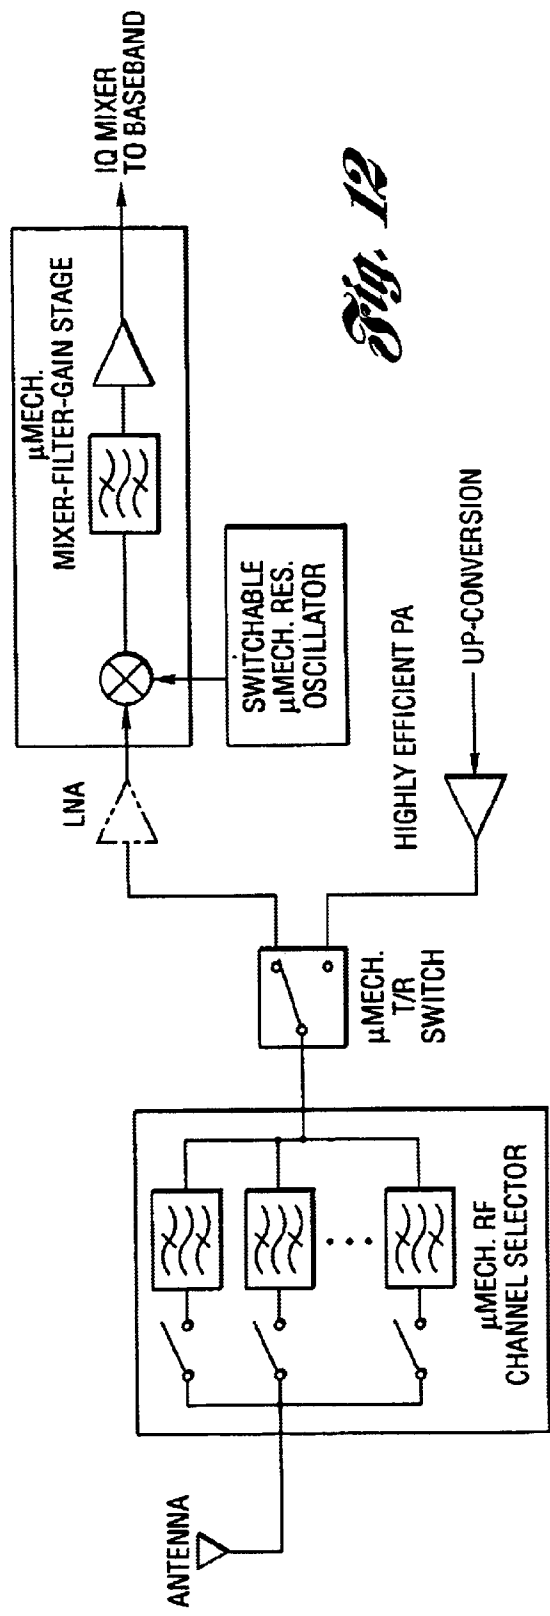 ANTENNA
µMECH. RF
CHANNEL SELECTOR
µMECH.
T/R
SWITCH
LNA
HIGHLY EFFICIENT PA
UP-CONVERSION
SWITCHABLE
µMECH. RES.
OSCILLATOR
µMECH.
MIXER-FILTER-GAIN STAGE
IQ MIXER
TO BASEBAND
Fig. 12